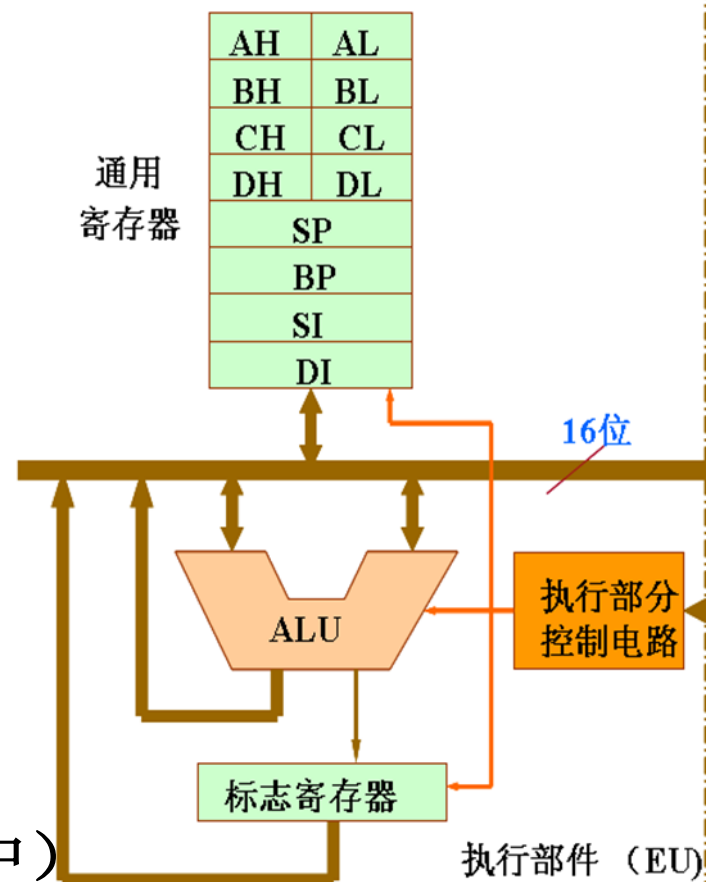 AH AL
BH BL
CH CL
通用
寄存器
DH DL
SP
BP
SI
DI
16位
ALU
执行部分
控制电路
标志寄存器
)
执行部件 （EU)